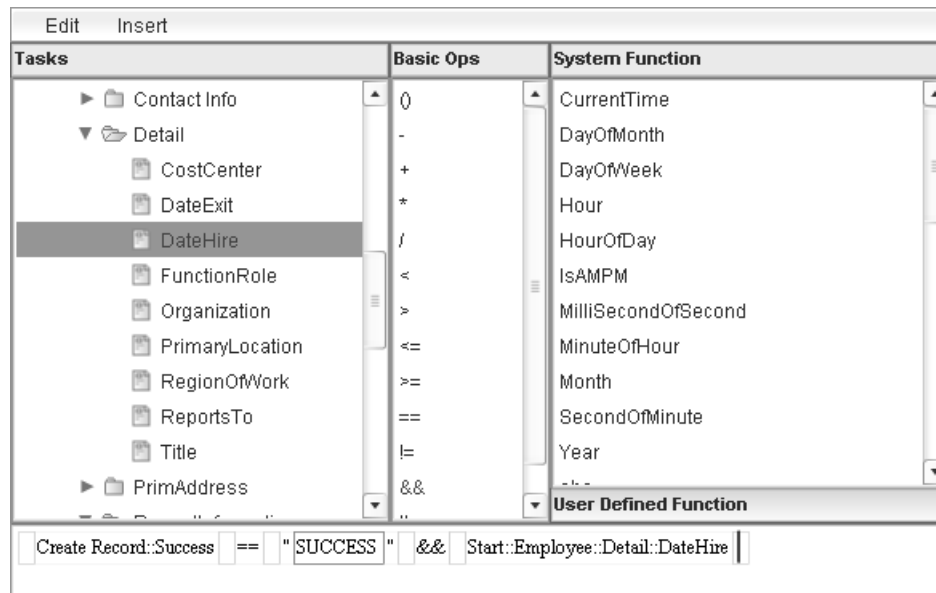 Edit Insert
Tasks
Contact Info
Detail
CostCenter
DateExit
DateHire
FunctionRole
Organization
PrimaryLocation
RegionOfWork
ReportsTo
Title
PrimAddress
Basic Ops
()
-
+
*
/
<
>
<=
>=
==
!=
&&
System Function
CurrentTime
DayOfMonth
DayOfWeek
Hour
HourOfDay
IsAMPM
MilliSecondOfSecond
MinuteOfHour
Month
SecondOfMinute
Year
User Defined Function
Create Record::Success == " SUCCESS " && Start::Employee::Detail::DateHire